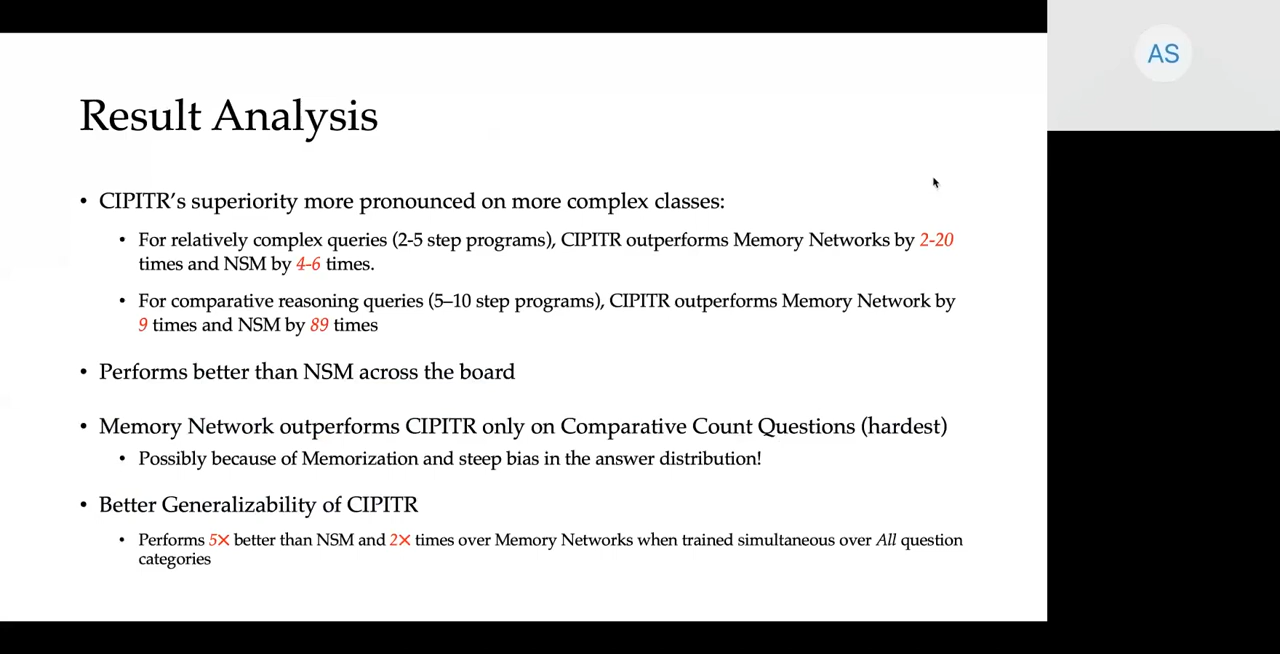 AS
Result Analysis
• CIPITR's superiority more pronounced on more complex classes:
• For relatively complex queries (2-5 step programs), CIPITR outperforms Memory Networks by 2-20
times and NSM by 4-6 times.
• For comparative reasoning queries (5–10 step programs), CIPITR outperforms Memory Network by
9 times and NSM by 89 times
• Performs better than NSM across the board
• Memory Network outperforms CIPITR only on Comparative Count Questions (hardest)
• Possibly because of Memorization and steep bias in the answer distribution!
• Better Generalizability of CIPITR
• Performs 5✕ better than NSM and 2✕ times over Memory Networks when trained simultaneous over All question
categories